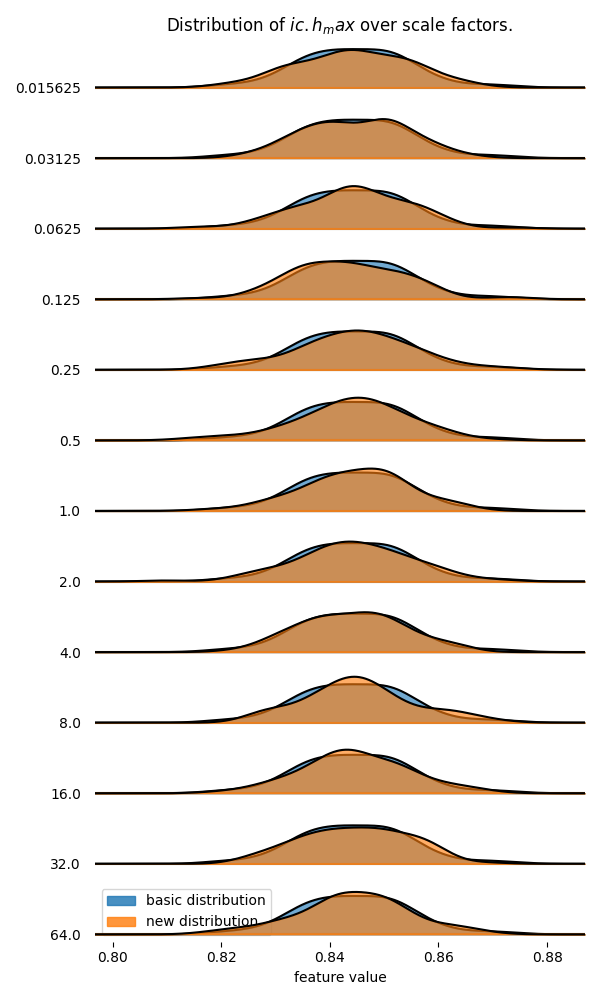 Distribution of ic.h_max over scale factors.
0.015625
0.03125
0.0625
0.125
0.25
0.5
1.0
2.0
4.0
8.0
16.0
32.0
64.0
basic distribution
new distribution
0.80 0.82 0.84 0.86 0.88
feature value